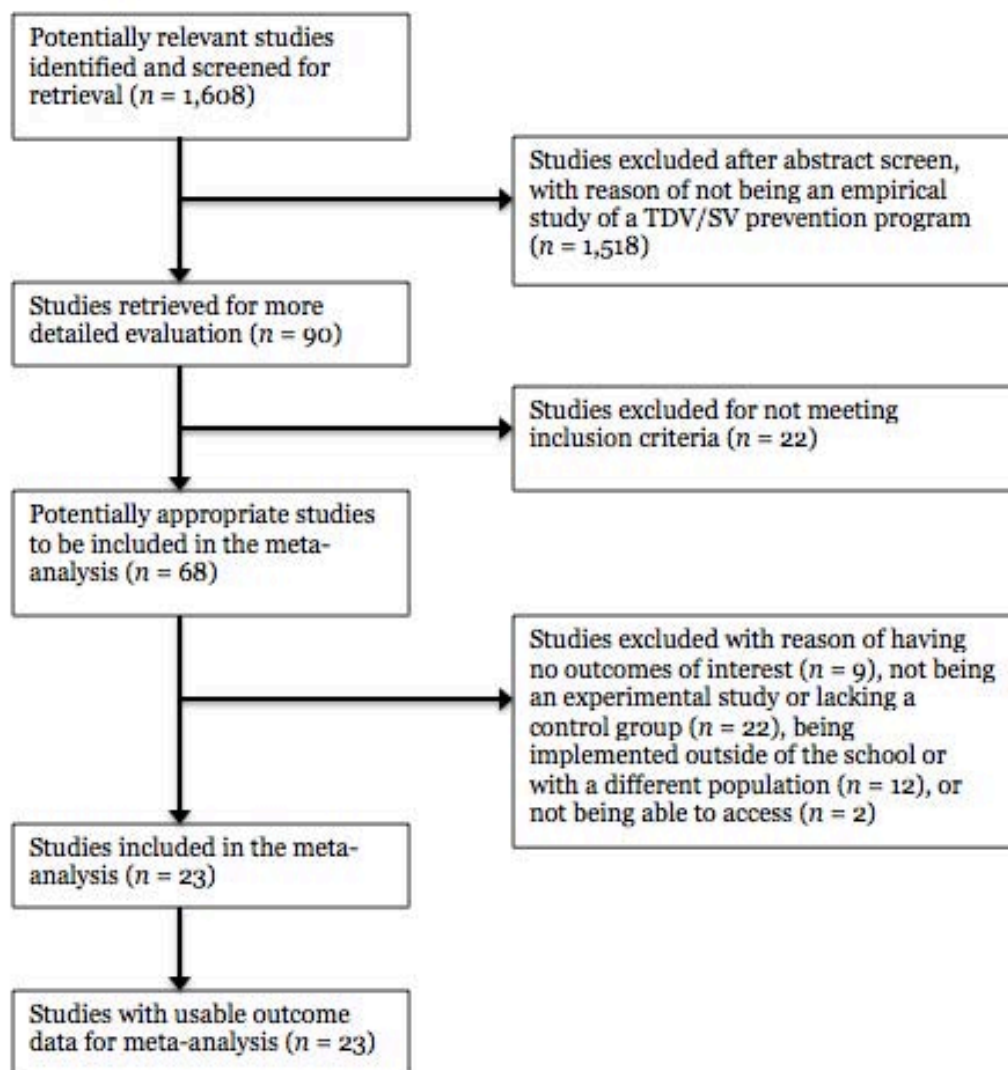 Potentially relevant studies
identified and screened for
retrieval (n = 1,608)
Studies excluded after abstract screen,
with reason of not being an empirical
study of a TDV/SV prevention program
(n = 1,518)
Studies retrieved for more
detailed evaluation (n = 90)
Studies excluded for not meeting
inclusion criteria (n = 22)
Potentially appropriate studies
to be included in the meta-
analysis (n = 68)
Studies excluded with reason of having
no outcomes of interest (n = 9), not being
an experimental study or lacking a
control group (n = 22), being
implemented outside of the school or
with a different population (n = 12), or
not being able to access (n = 2)
Studies included in the meta-
analysis (n = 23)
Studies with usable outcome
data for meta-analysis (n = 23)